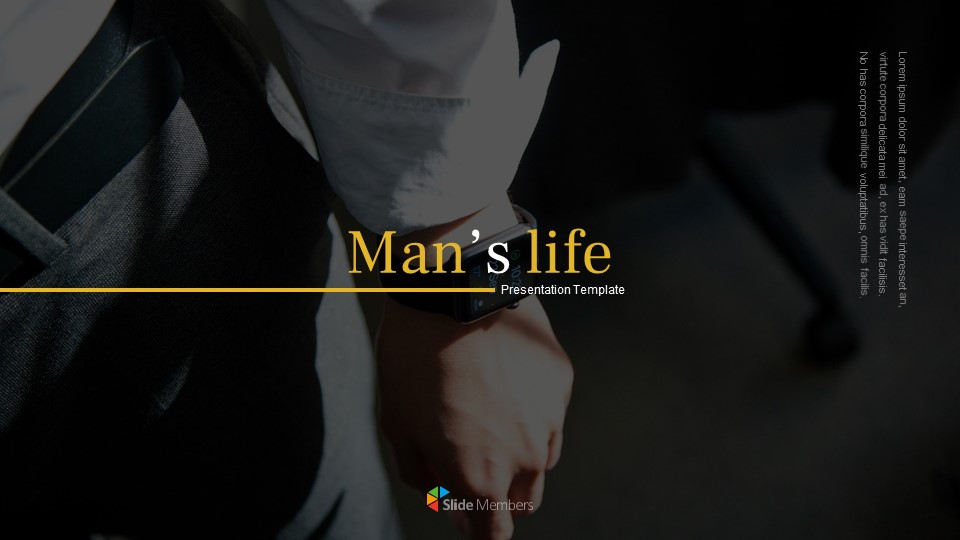 Man's life
Presentation Template
Lorem ipsum dolor sit amet, eam saepe interesset an,
virtute corpora delicata mei ad, ex has vidit facilisis.
No has corpora similique voluptatibus, omnis facilis.
Slide Members